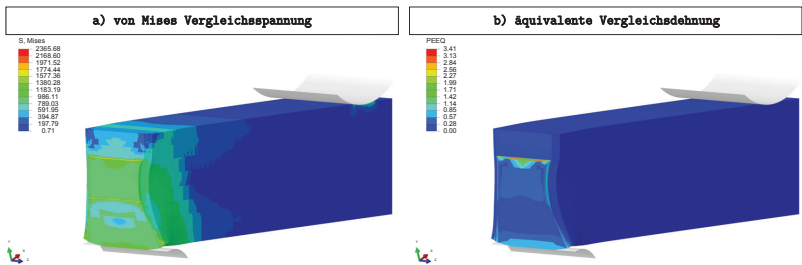 a) von Mises Vergleichsspannung
b) äquivalente Vergleichsdehnung
S, Mises
2365.68
2168.60
1971.52
1774.44
1577.36
1380.28
1183.19
986.11
789.03
591.95
394.87
197.79
0.71
PEEQ
3.41
3.13
2.84
2.56
2.27
1.99
1.71
1.42
1.14
0.85
0.57
0.28
0.00
Y
X
Z
Y
X
Z